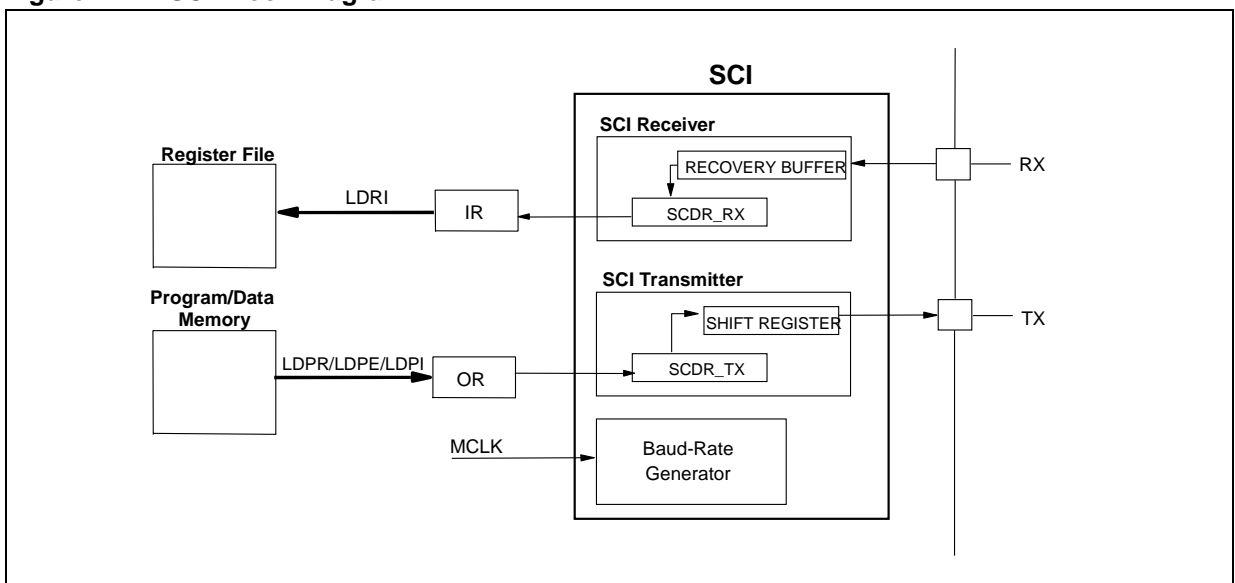 SCI
SCI Receiver
Register File
RECOVERY BUFFER
RX
LDRI
IR
SCDR_RX
SCI Transmitter
Program/Data
Memory
SHIFT REGISTER
TX
LDPR/LDPE/LDPI
OR
SCDR_TX
MCLK
Baud-Rate
Generator